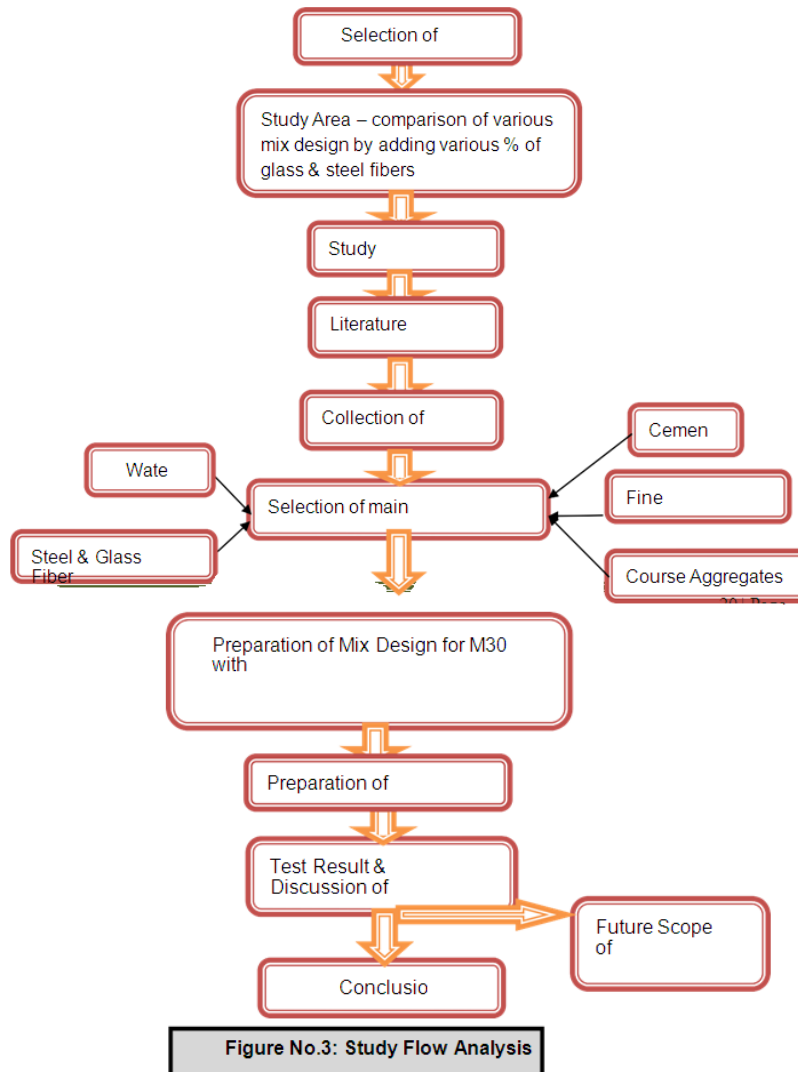 Selection of
Study Area – comparison of various
mix design by adding various % of
glass & steel fibers
Study
Literature
Collection of
Cemen
Wate
Selection of main
Fine
Steel & Glass
Fiber
Course Aggregates
Preparation of Mix Design for M30
with
Preparation of
Test Result &
Discussion of
Future Scope
of
Conclusio
Figure No.3: Study Flow Analysis